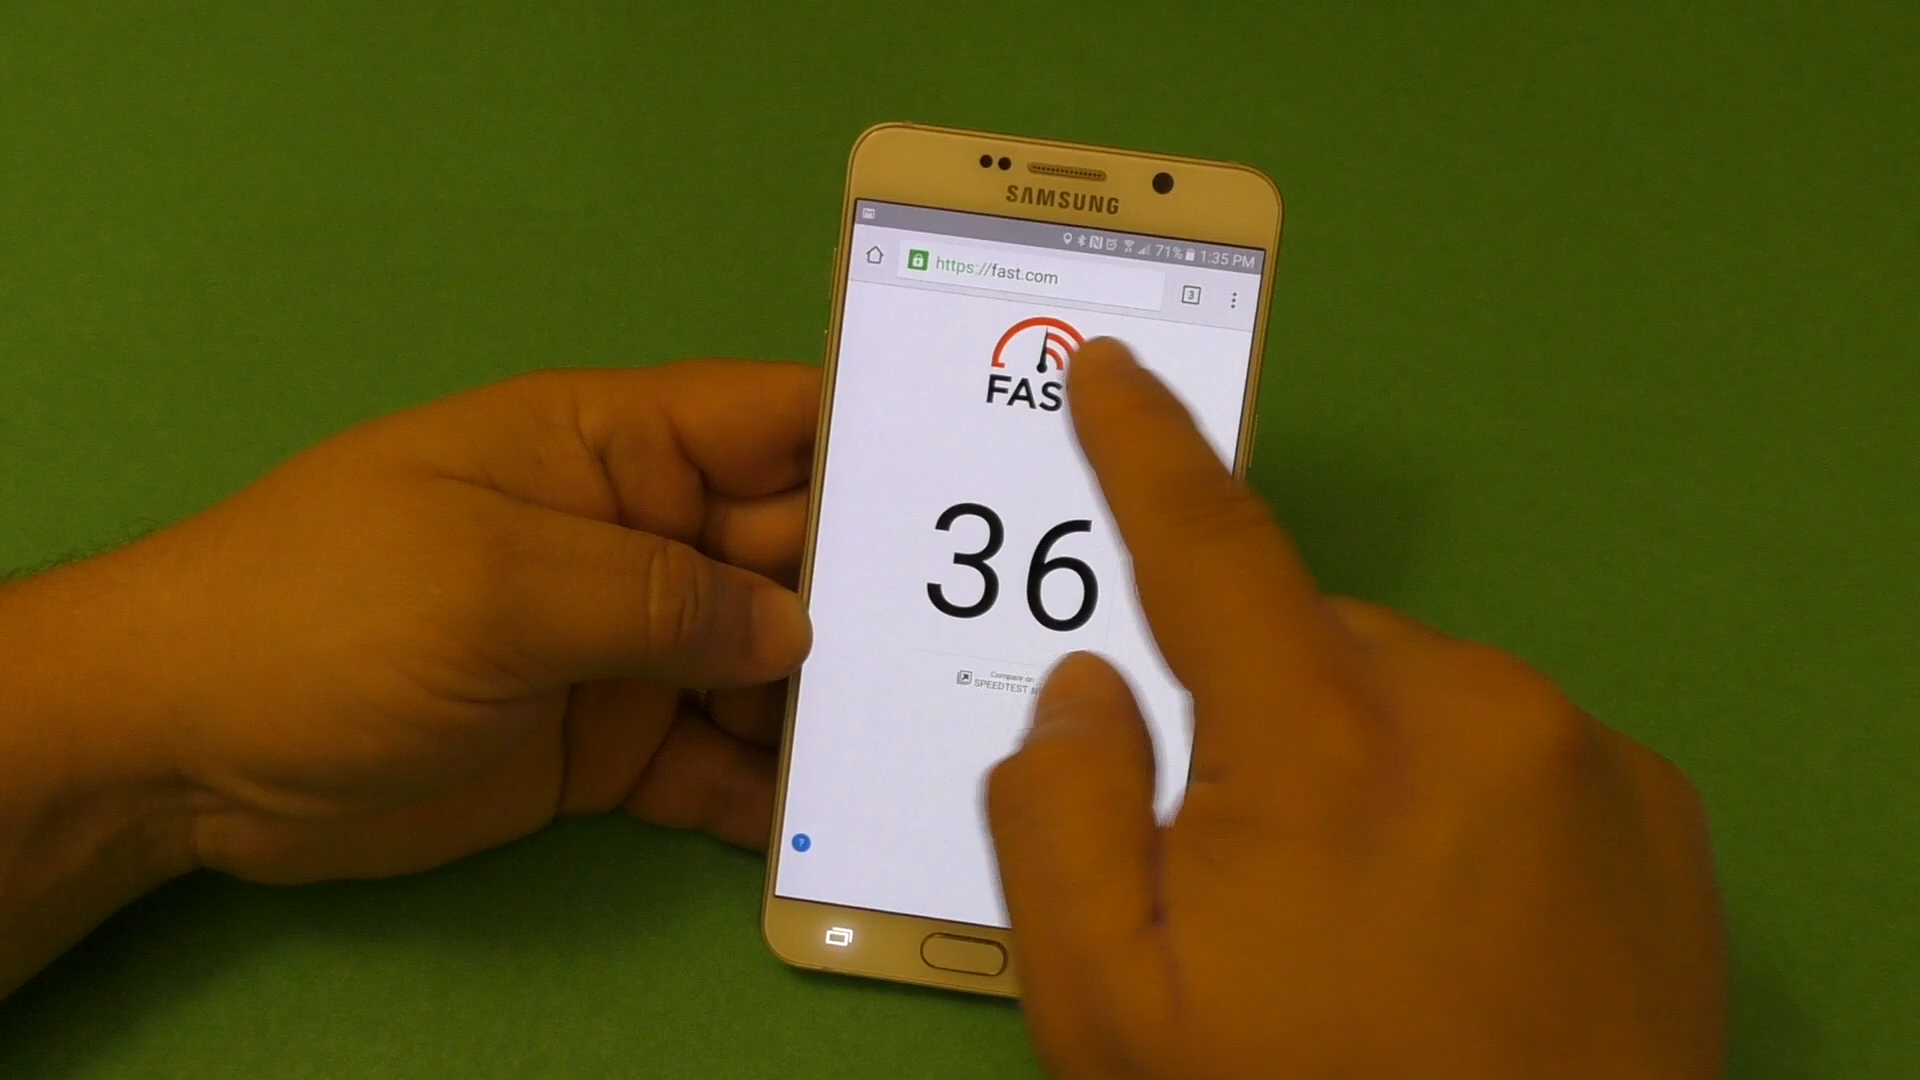 SAMSUNG
71% 1:35 PM
https://fast.com
3
FAS
36
Compare on
SPEEDTEST N
?